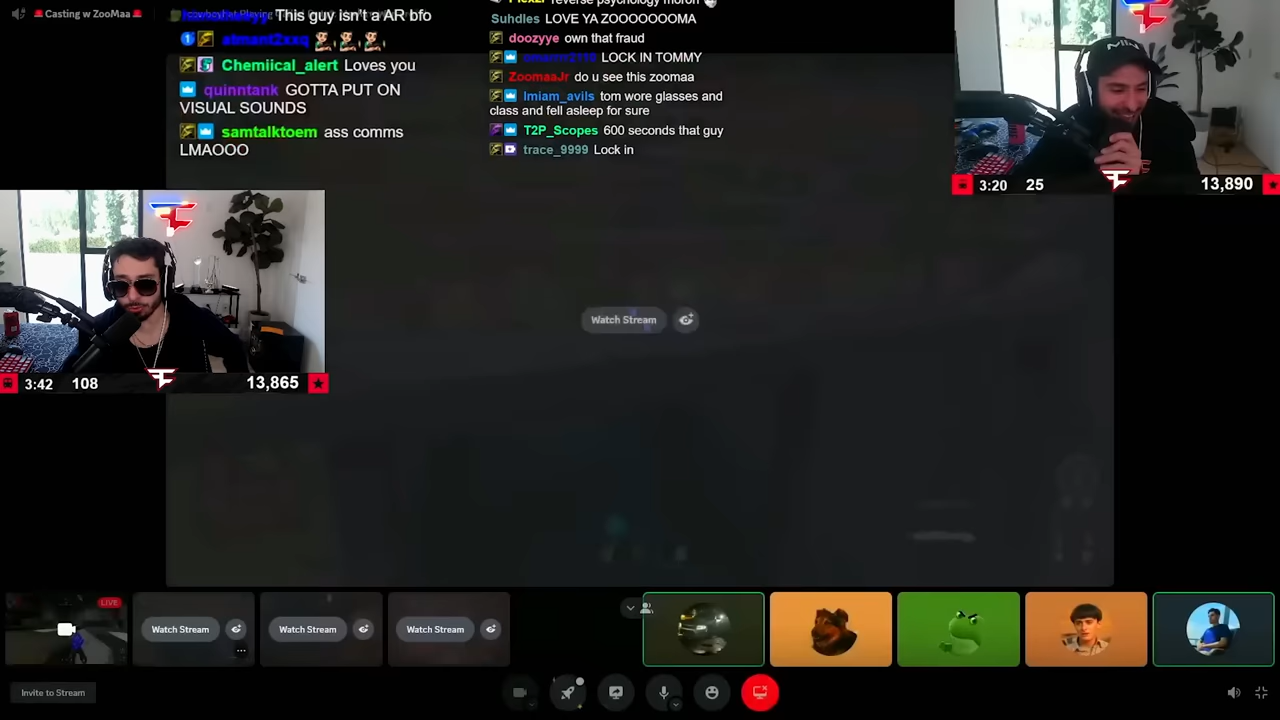 🚨Casting w ZooMaa🚨
This guy isnt a AR bfo
atmant2xxq
Chemiical_alert Loves you
quinntank GOTTA PUT ON
VISUAL SOUNDS
samtalktoem ass comms
LMAOOO
reverse psychology moron
Suhdles LOVE YA ZOOOOOOOMA
doozyye own that fraud
LOCK IN TOMMY
ZoomaaJr do u see this zoomaa
Imiam_avils tom wore glasses and
class and fell asleep for sure
T2P_Scopes 600 seconds that guy
trace_9999 Lock in
3:20 25 13,890
3:42 108 13,865
Watch Stream
LIVE
Watch Stream
Watch Stream
Watch Stream
Invite to Stream